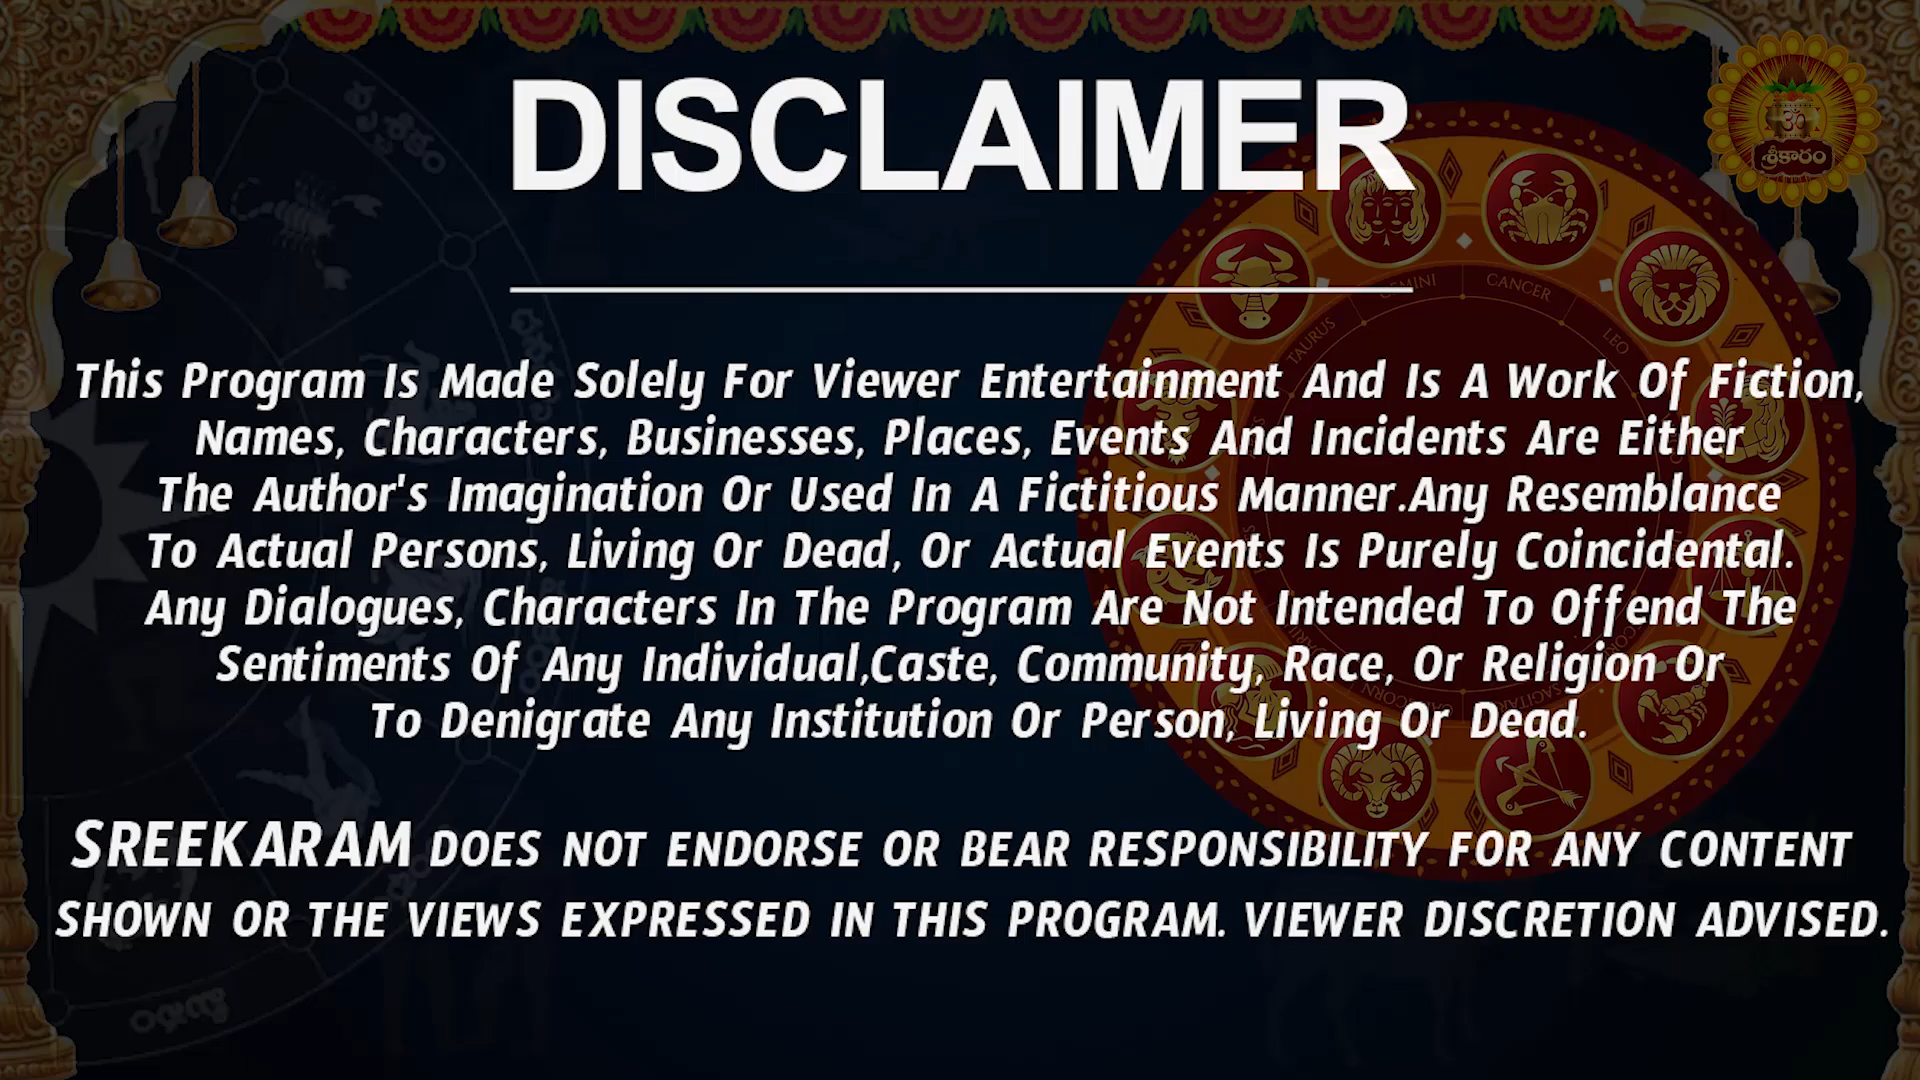 DISCLAIMER
శ్రీకారం
GEMINI
CANCER
TAURUS
LEO
This Program Is Made Solely For Viewer Entertainment And Is A Work Of Fiction,
Names, Characters, Businesses, Places, Events And Incidents Are Either
The Author's Imagination Or Used In A Fictitious Manner.Any Resemblance
To Actual Persons, Living Or Dead, Or Actual Events Is Purely Coincidental.
Any Dialogues, Characters In The Program Are Not Intended To Offend The
Sentiments Of Any Individual,Caste, Community, Race, Or Religion Or
To Denigrate Any Institution Or Person, Living Or Dead.
SREEKARAM DOES NOT ENDORSE OR BEAR RESPONSIBILITY FOR ANY CONTENT
SHOWN OR THE VIEWS EXPRESSED IN THIS PROGRAM. VIEWER DISCRETION ADVISED.